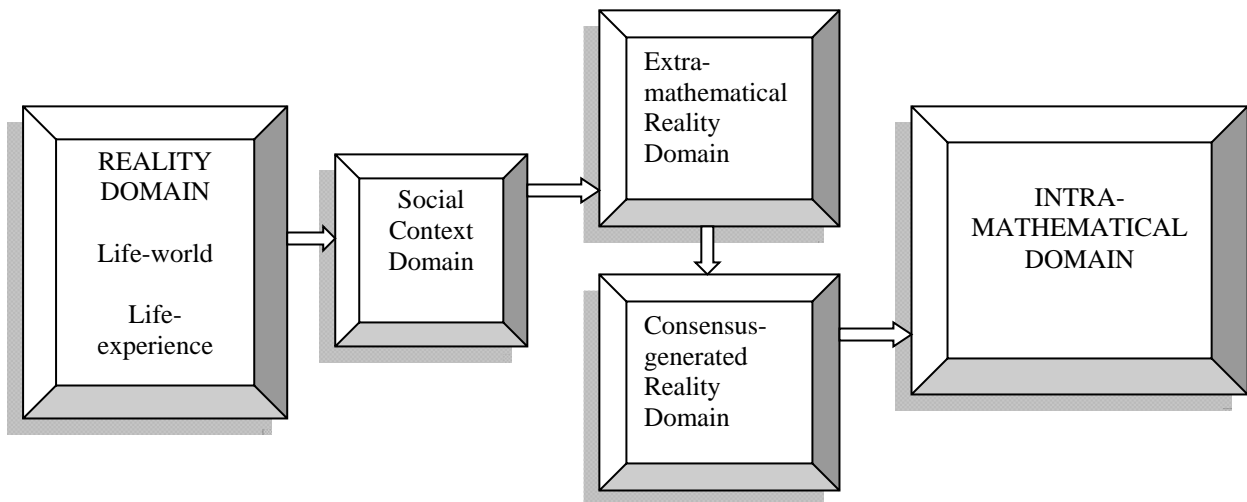 REALITY
DOMAIN
Life-world
Life-
experience
Social
Context
Domain
Extra-
mathematical
Reality
Domain
Consensus-
generated
Reality
Domain
INTRA-
MATHEMATICAL
DOMAIN